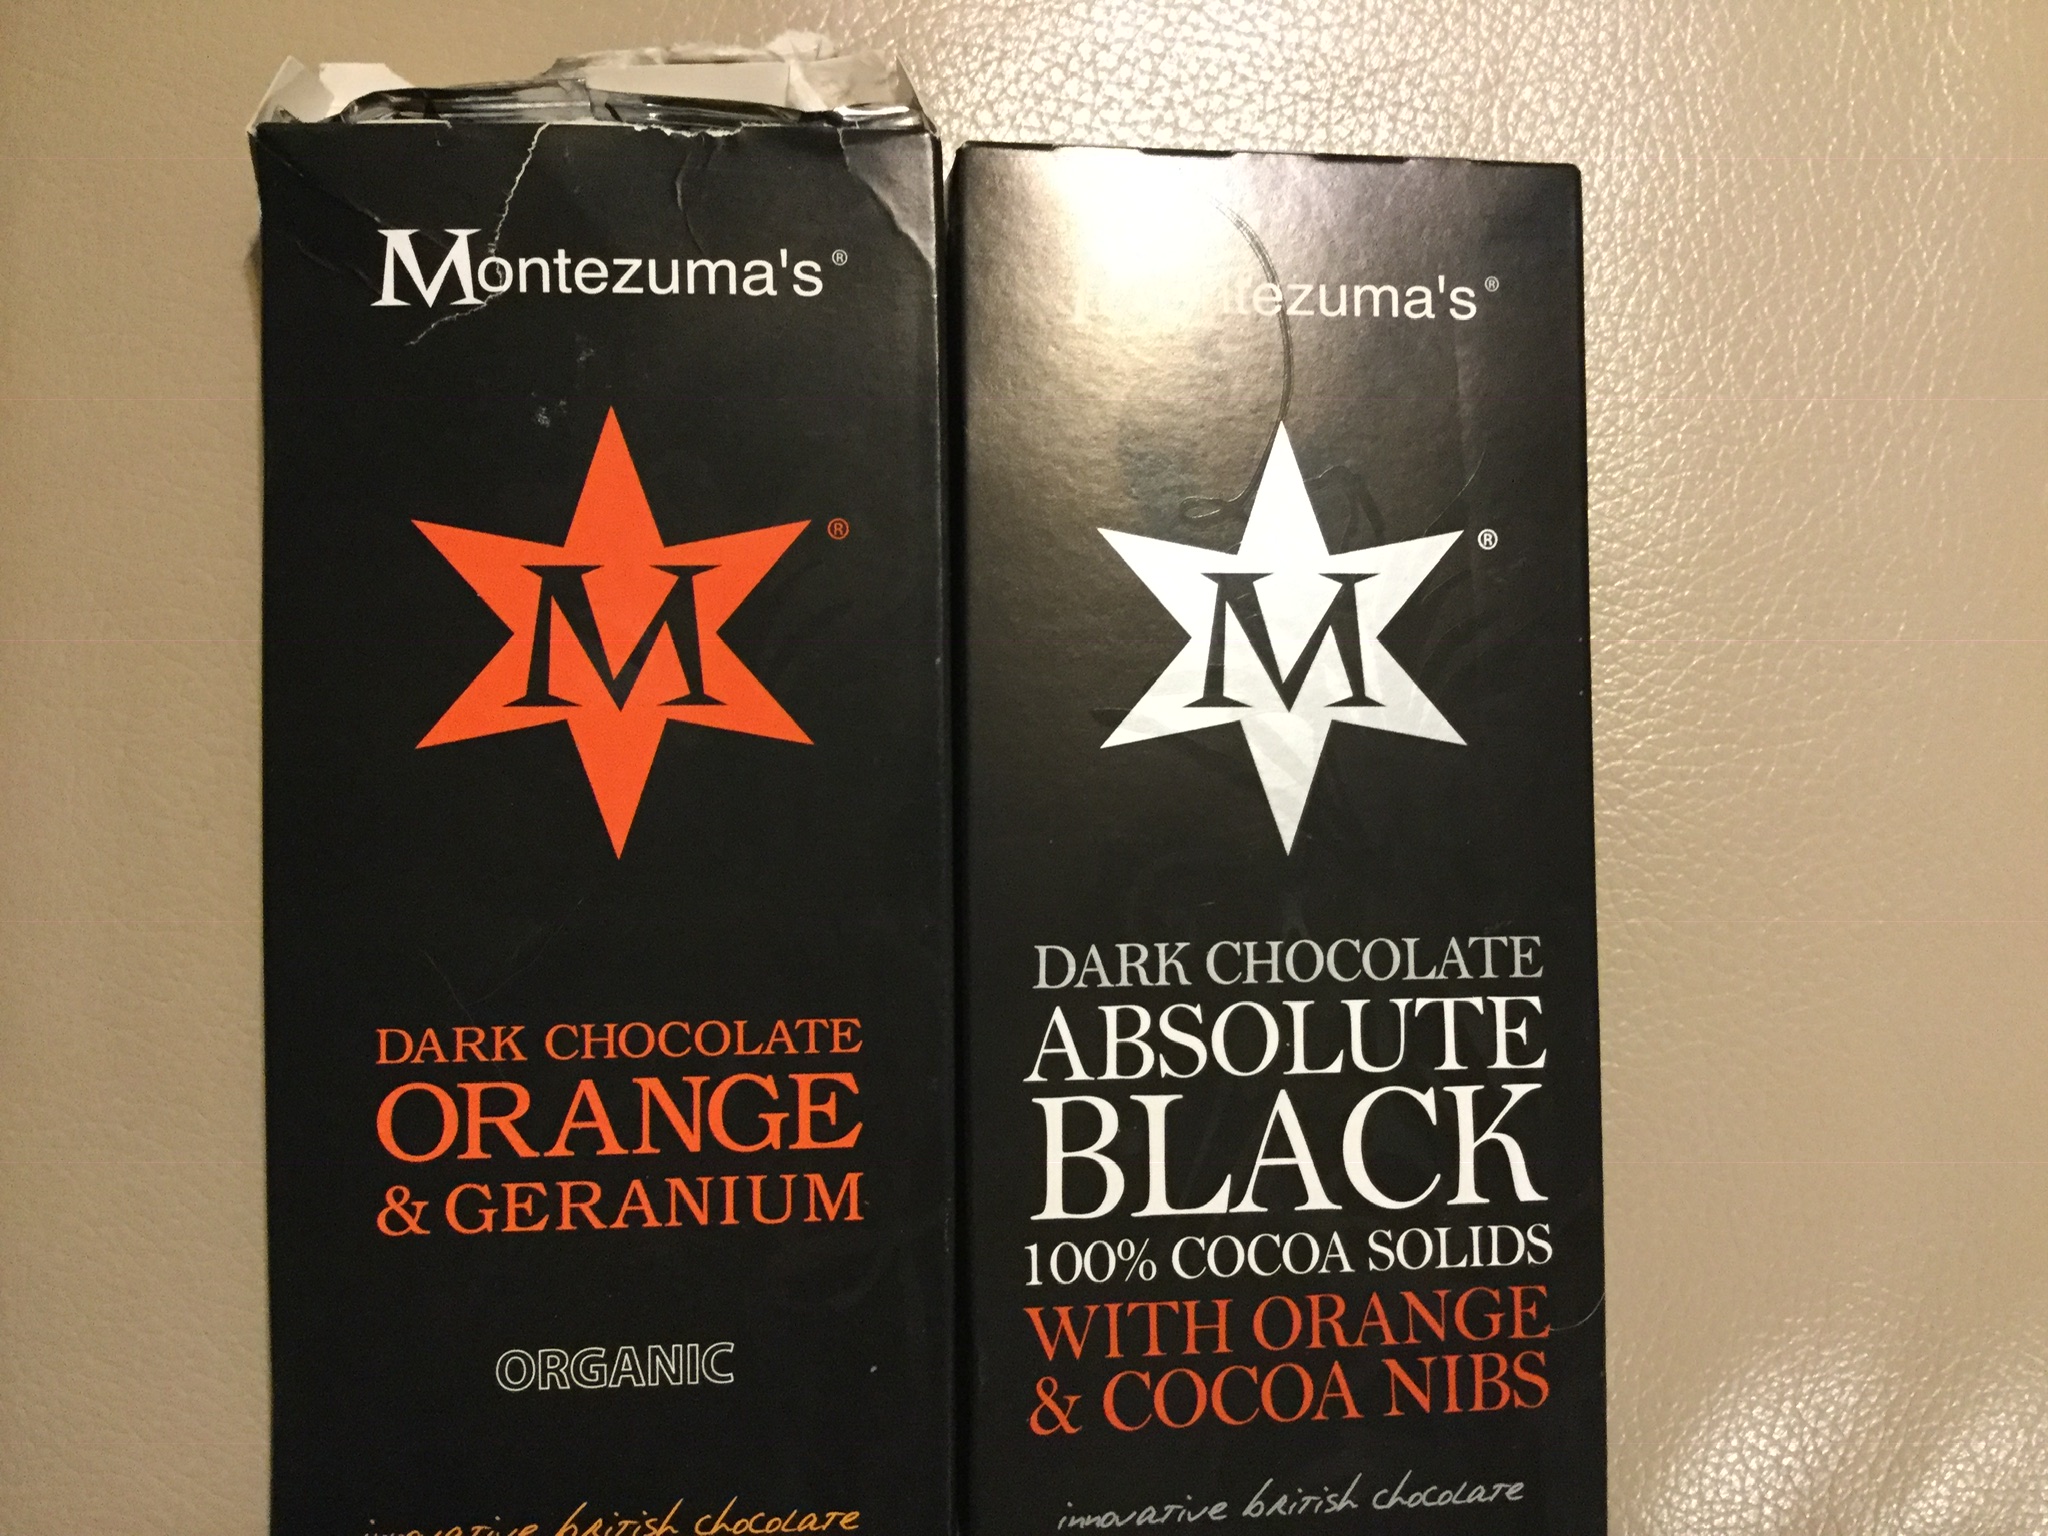 Montezuma's®
®
M
DARK CHOCOLATE
ORANGE
& GERANIUM
ORGANIC
innovative british chocolate
Montezuma's®
®
M
DARK CHOCOLATE
ABSOLUTE
BLACK
100% COCOA SOLIDS
WITH ORANGE
& COCOA NIBS
innovative british chocolate